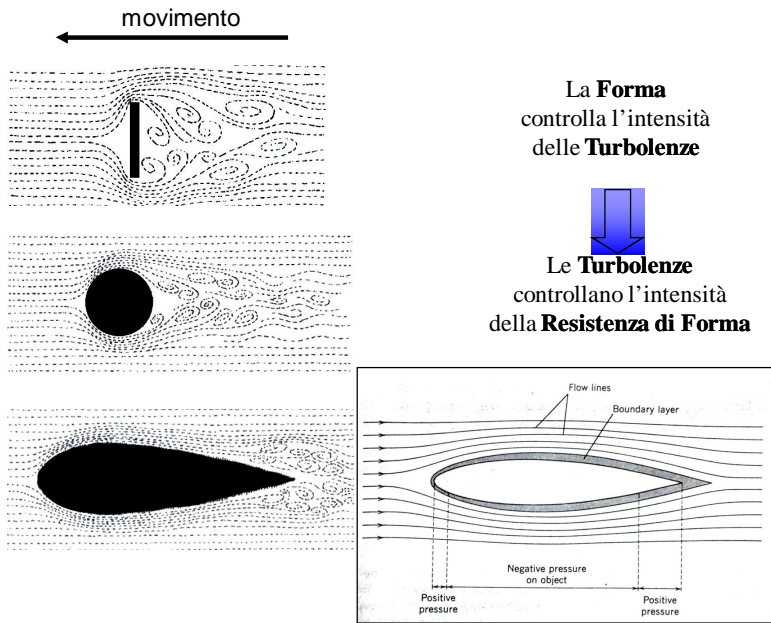 movimento
La Forma
controlla l'intensità
delle Turbolenze
Le Turbolenze
controllano l'intensità
della Resistenza di Forma
Flow lines
Boundary layer
Negative pressure
on object
Positive
pressure
Positive
pressure